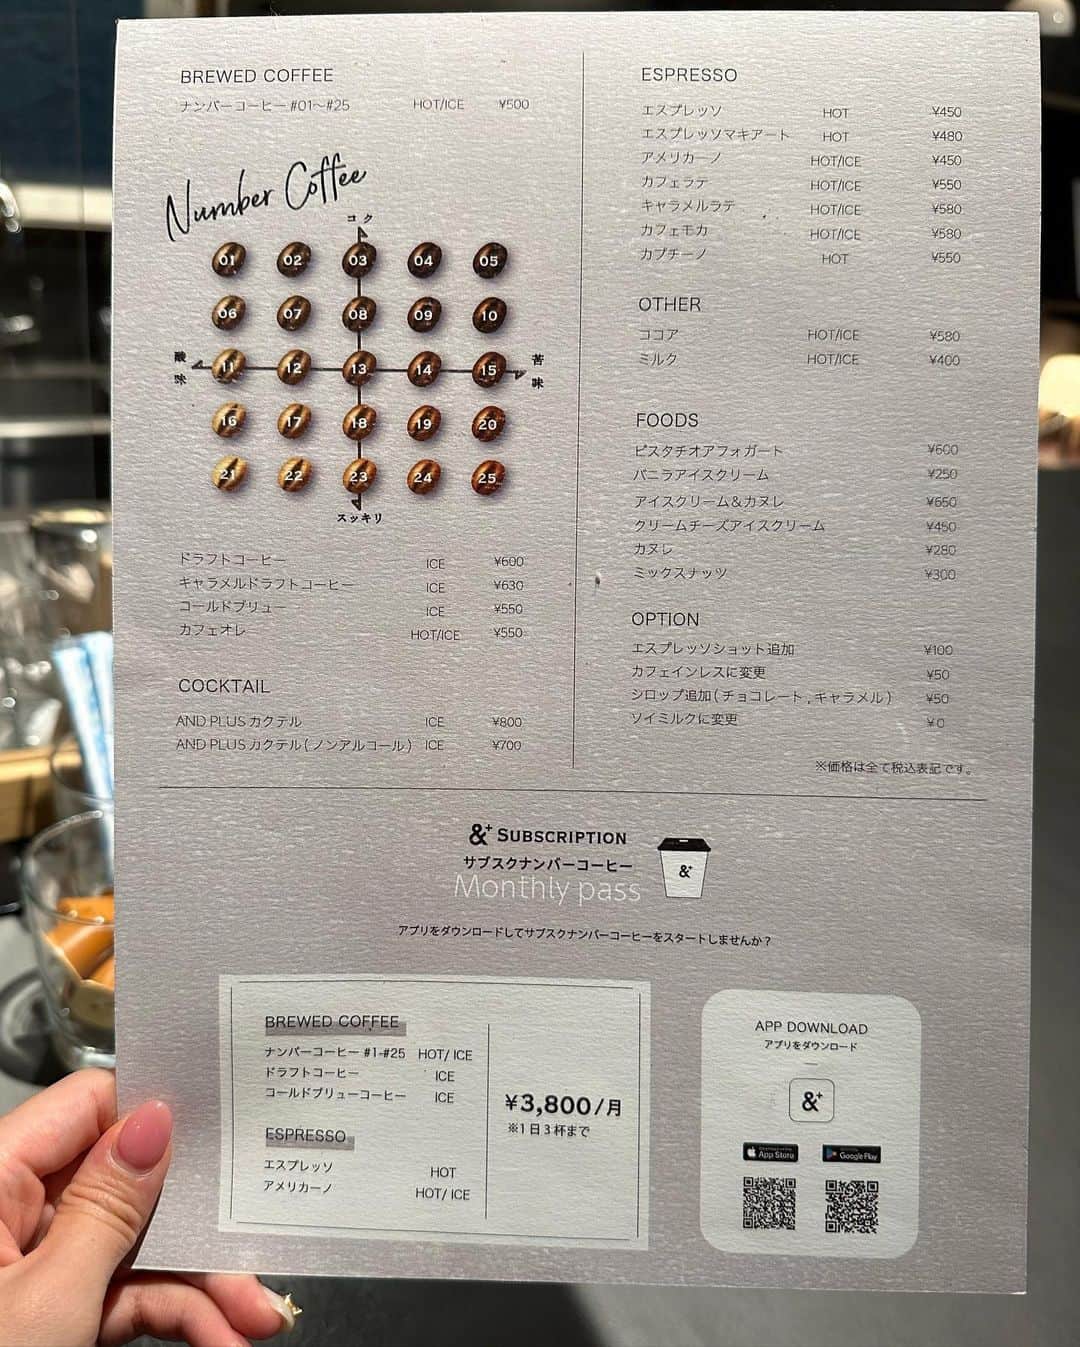 BREWED COFFEE
ナンバーコーヒー #01～#25 HOT/ICE ¥500
Number Coffee
コク
01 02 03 04 05
06 07 08 09 10
酸味 11 12 13 14 15 苦味
16 17 18 19 20
21 22 23 24 25
スッキリ
ドラフトコーヒー ICE ¥600
キャラメルドラフトコーヒー ICE ¥630
コールドブリュー ICE ¥550
カフェオレ HOT/ICE ¥550
COCKTAIL
AND PLUS カクテル ICE ¥800
AND PLUS カクテル(ノンアルコール) ICE ¥700
ESPRESSO
エスプレッソ HOT ¥450
エスプレッソマキアート HOT ¥480
アメリカーノ HOT/ICE ¥450
カフェラテ HOT/ICE ¥550
キャラメルラテ HOT/ICE ¥580
カフェモカ HOT/ICE ¥580
カプチーノ HOT ¥550
OTHER
ココア HOT/ICE ¥580
ミルク HOT/ICE ¥400
FOODS
ピスタチオアフォガート ¥600
バニラアイスクリーム ¥250
アイスクリーム＆カヌレ ¥650
クリームチーズアイスクリーム ¥450
カヌレ ¥280
ミックスナッツ ¥300
OPTION
エスプレッソショット追加 ¥100
カフェインレスに変更 ¥50
シロップ追加(チョコレート,キャラメル) ¥50
ソイミルクに変更 ¥0
※価格は全て税込表記です。
&+ SUBSCRIPTION
サブスクナンバーコーヒー
Monthly pass
&+
アプリをダウンロードしてサブスクナンバーコーヒーをスタートしませんか？
BREWED COFFEE
ナンバーコーヒー #1-#25 HOT/ ICE
ドラフトコーヒー ICE
コールドブリューコーヒー ICE
ESPRESSO
エスプレッソ HOT
アメリカーノ HOT/ ICE
¥3,800/月
※1日3杯まで
APP DOWNLOAD
アプリをダウンロード
&+
App Store
Google Play